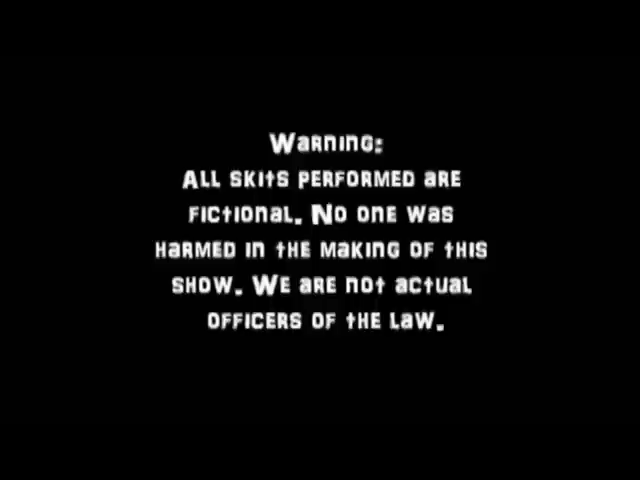 Warning:
All skits performed are
fictional. No one was
harmed in the making of this
show. We are not actual
officers of the law.